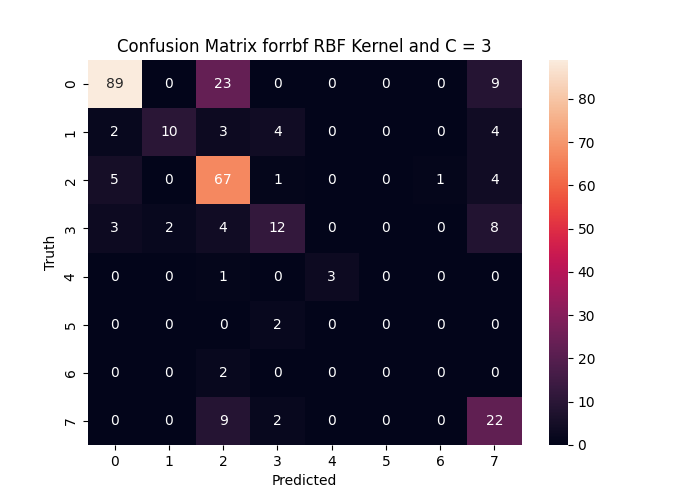 Confusion Matrix forrbf RBF Kernel and C = 3
0 89 0 23 0 0 0 0 9
1 2 10 3 4 0 0 0 4
2 5 0 67 1 0 0 1 4
3 3 2 4 12 0 0 0 8
4 0 0 1 0 3 0 0 0
5 0 0 0 2 0 0 0 0
6 0 0 2 0 0 0 0 0
7 0 0 9 2 0 0 0 22
0 1 2 3 4 5 6 7
Predicted
Truth
80
70
60
50
40
30
20
10
0